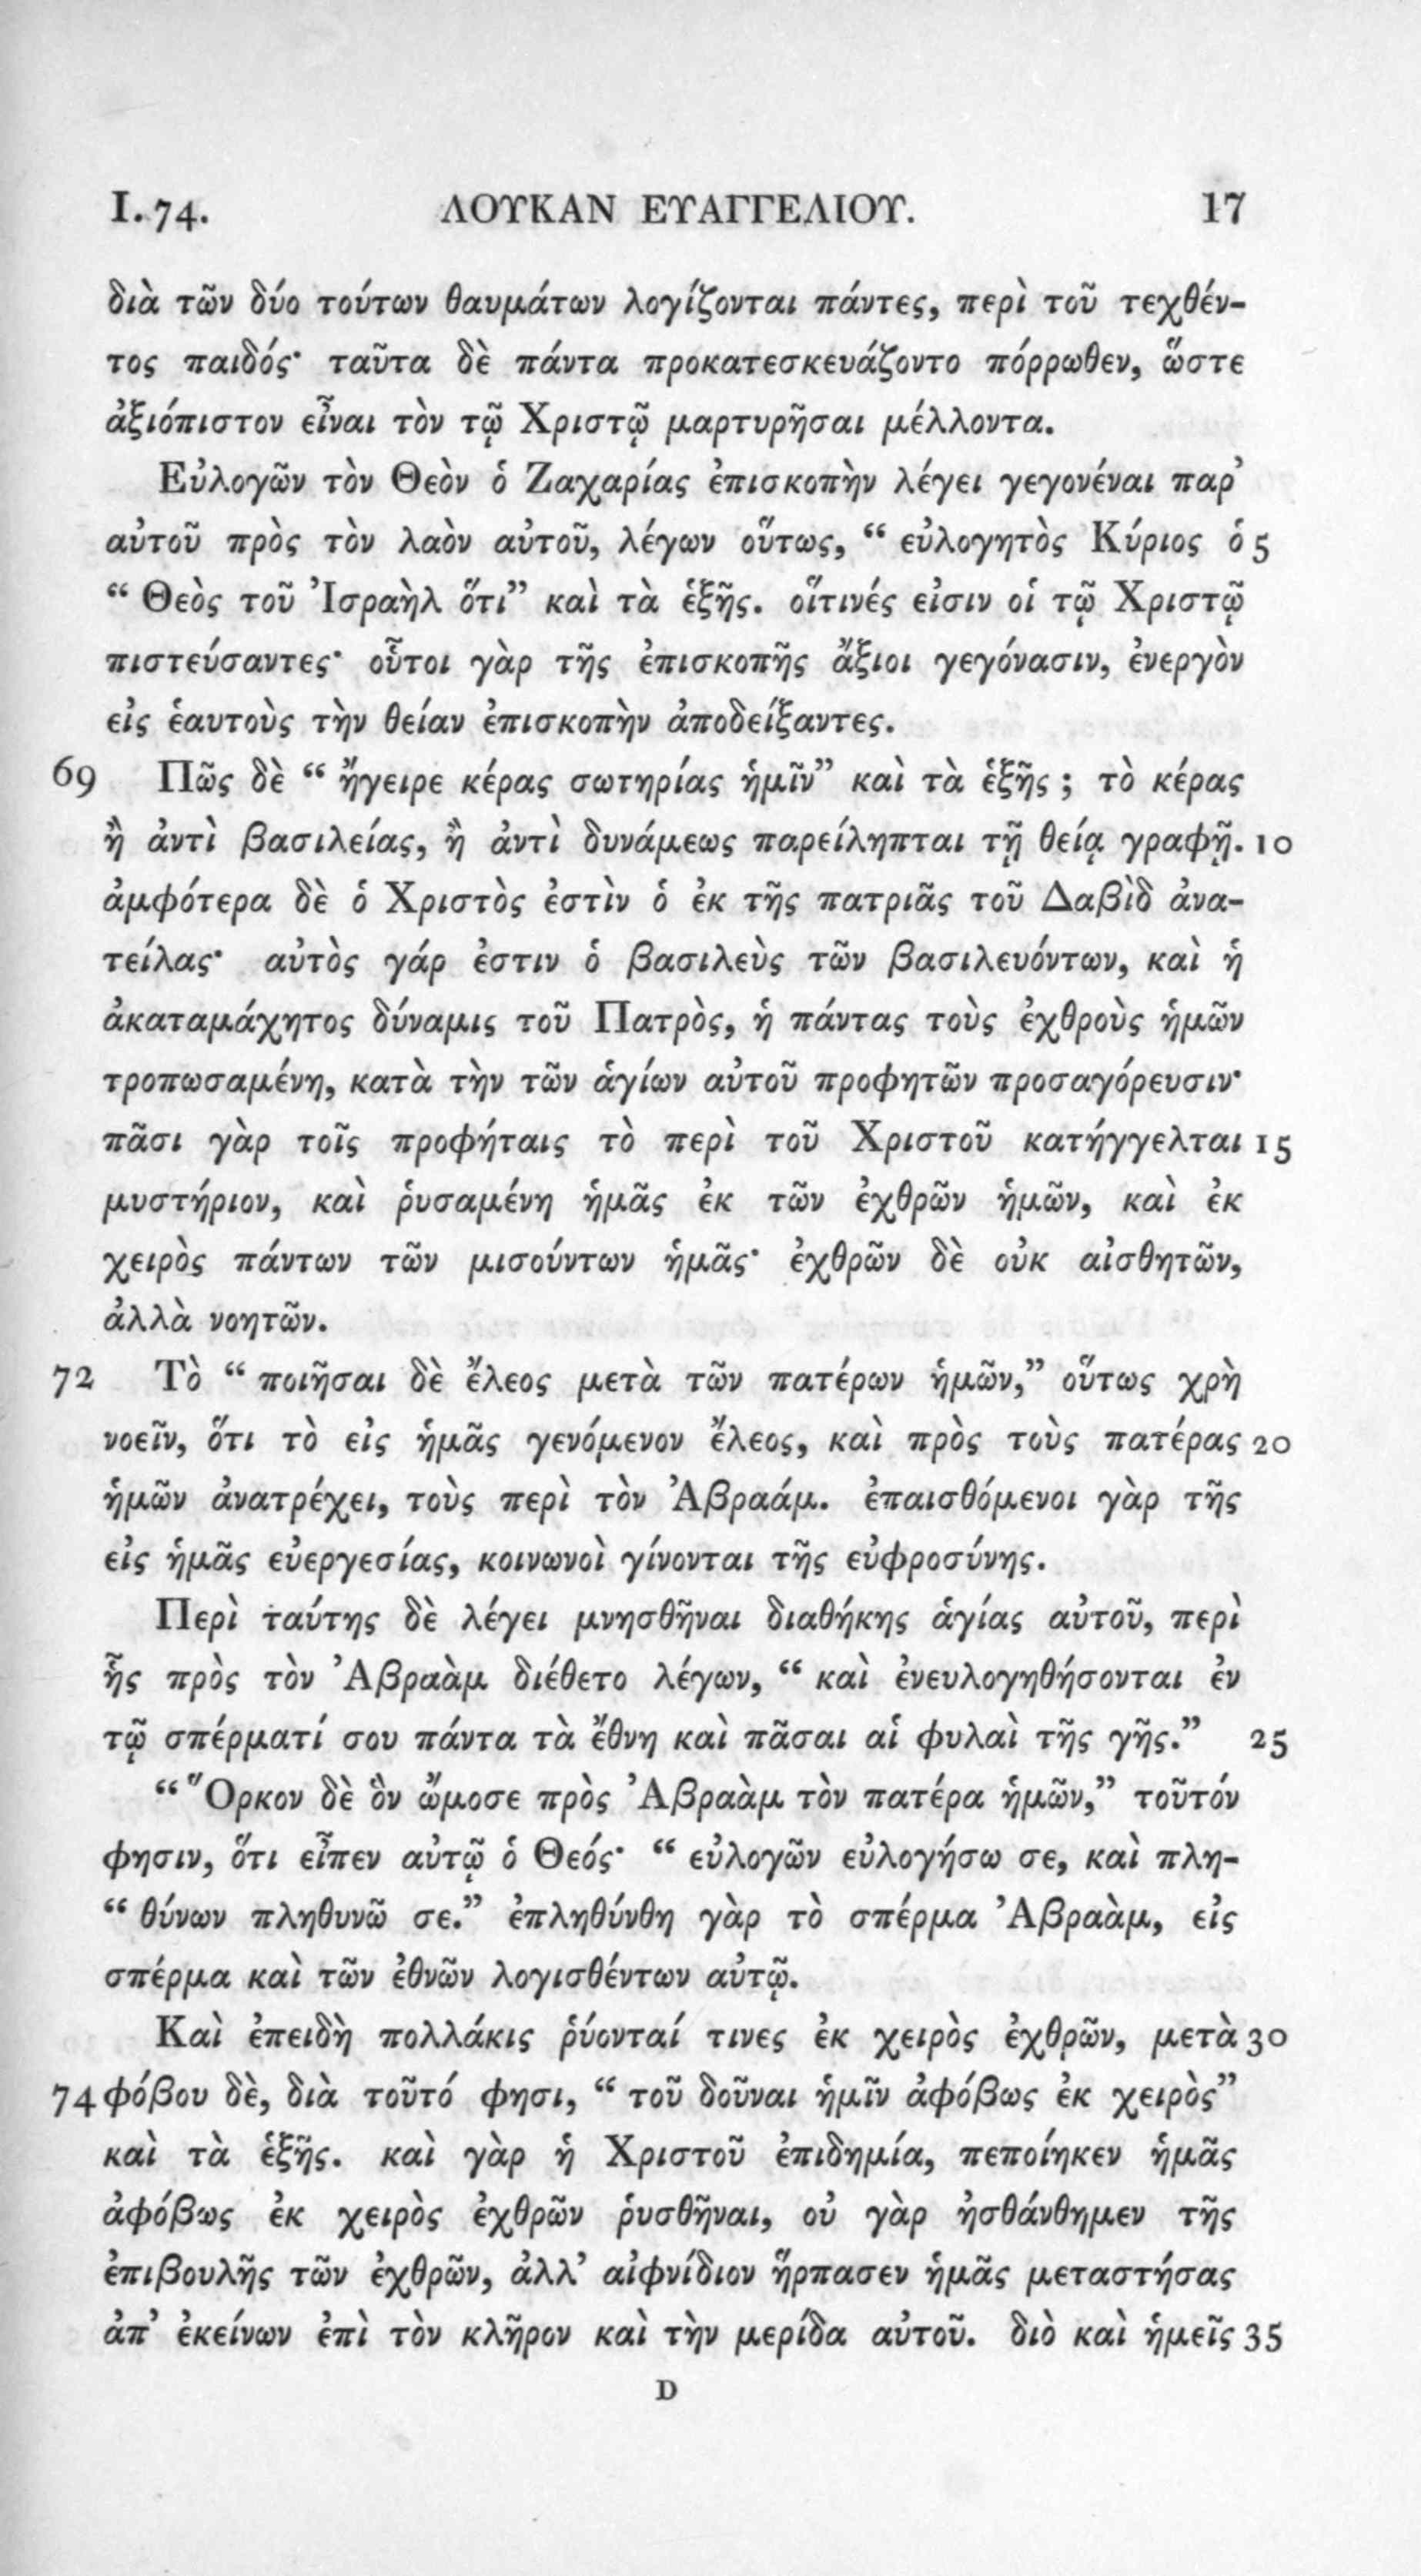 I. 74. ΛΟΥΚΑΝ ΕΥΑΓΓΕΛΙΟΥ. 17
διὰ τῶν δύο τούτων θαυμάτων λογίζονται πάντες, περὶ τοῦ τεχθέν-
τος παιδός· ταῦτα δὲ πάντα προκατεσκευάζοντο πόρρωθεν, ὥστε
ἀξιόπιστον εἶναι τὸν τῷ Χριστῷ μαρτυρῆσαι μέλλοντα.
Εὐλογῶν τὸν Θεὸν ὁ Ζαχαρίας ἐπισκοπὴν λέγει γεγονέναι παρ’
αὐτοῦ πρὸς τὸν λαὸν αὐτοῦ, λέγων οὕτως, “ εὐλογητὸς Κύριος ὁ 5
“ Θεὸς τοῦ Ἰσραὴλ ὅτι” καὶ τὰ ἑξῆς. οἵτινές εἰσιν οἱ τῷ Χριστῷ
πιστεύσαντες· οὗτοι γὰρ τῆς ἐπισκοπῆς ἄξιοι γεγόνασιν, ἐνεργὸν
εἰς ἑαυτοὺς τὴν θείαν ἐπισκοπὴν ἀποδείξαντες.
69 Πῶς δὲ “ ἤγειρε κέρας σωτηρίας ἡμῖν” καὶ τὰ ἑξῆς ; τὸ κέρας
ἢ ἀντὶ βασιλείας, ἢ ἀντὶ δυνάμεως παρείληπται τῇ θείᾳ γραφῇ. 10
ἀμφότερα δὲ ὁ Χριστὸς ἐστὶν ὁ ἐκ τῆς πατριᾶς τοῦ Δαβὶδ ἀνα-
τείλας· αὐτὸς γάρ ἐστιν ὁ βασιλεὺς τῶν βασιλευόντων, καὶ ἡ
ἀκαταμάχητος δύναμις τοῦ Πατρὸς, ἡ πάντας τοὺς ἐχθροὺς ἡμῶν
τροπωσαμένη, κατὰ τὴν τῶν ἁγίων αὐτοῦ προφητῶν προσαγόρευσιν·
πᾶσι γὰρ τοῖς προφήταις τὸ περὶ τοῦ Χριστοῦ κατήγγελται 15
μυστήριον, καὶ ῥυσαμένη ἡμᾶς ἐκ τῶν ἐχθρῶν ἡμῶν, καὶ ἐκ
χειρὸς πάντων τῶν μισούντων ἡμᾶς· ἐχθρῶν δὲ οὐκ αἰσθητῶν,
ἀλλὰ νοητῶν.
72 Τὸ “ ποιῆσαι δὲ ἔλεος μετὰ τῶν πατέρων ἡμῶν,” οὕτως χρὴ
νοεῖν, ὅτι τὸ εἰς ἡμᾶς γενόμενον ἔλεος, καὶ πρὸς τοὺς πατέρας 20
ἡμῶν ἀνατρέχει, τοὺς περὶ τὸν Ἀβραάμ. ἐπαισθόμενοι γὰρ τῆς
εἰς ἡμᾶς εὐεργεσίας, κοινωνοὶ γίνονται τῆς εὐφροσύνης.
Περὶ ταύτης δὲ λέγει μνησθῆναι διαθήκης ἁγίας αὐτοῦ, περὶ
ἧς πρὸς τὸν Ἀβραὰμ διέθετο λέγων, “ καὶ ἐνευλογηθήσονται ἐν
τῷ σπέρματί σου πάντα τὰ ἔθνη καὶ πᾶσαι αἱ φυλαὶ τῆς γῆς.” 25
“ Ὅρκον δὲ ὃν ὤμοσε πρὸς Ἀβραὰμ τὸν πατέρα ἡμῶν,” τοῦτόν
φησιν, ὅτι εἶπεν αὐτῷ ὁ Θεός· “ εὐλογῶν εὐλογήσω σε, καὶ πλη-
“ θύνων πληθυνῶ σε.” ἐπληθύνθη γὰρ τὸ σπέρμα Ἀβραὰμ, εἰς
σπέρμα καὶ τῶν ἐθνῶν λογισθέντων αὐτῷ.
Καὶ ἐπειδὴ πολλάκις ῥύονταί τινες ἐκ χειρὸς ἐχθρῶν, μετὰ 30
74 φόβου δὲ, διὰ τοῦτό φησι, “ τοῦ δοῦναι ἡμῖν ἀφόβως ἐκ χειρὸς”
καὶ τὰ ἑξῆς. καὶ γὰρ ἡ Χριστοῦ ἐπιδημία, πεποίηκεν ἡμᾶς
ἀφόβως ἐκ χειρὸς ἐχθρῶν ῥυσθῆναι, οὐ γὰρ ᾐσθάνθημεν τῆς
ἐπιβουλῆς τῶν ἐχθρῶν, ἀλλ’ αἰφνίδιον ἥρπασεν ἡμᾶς μεταστήσας
ἀπ’ ἐκείνων ἐπὶ τὸν κλῆρον καὶ τὴν μερίδα αὐτοῦ. διὸ καὶ ἡμεῖς 35
D